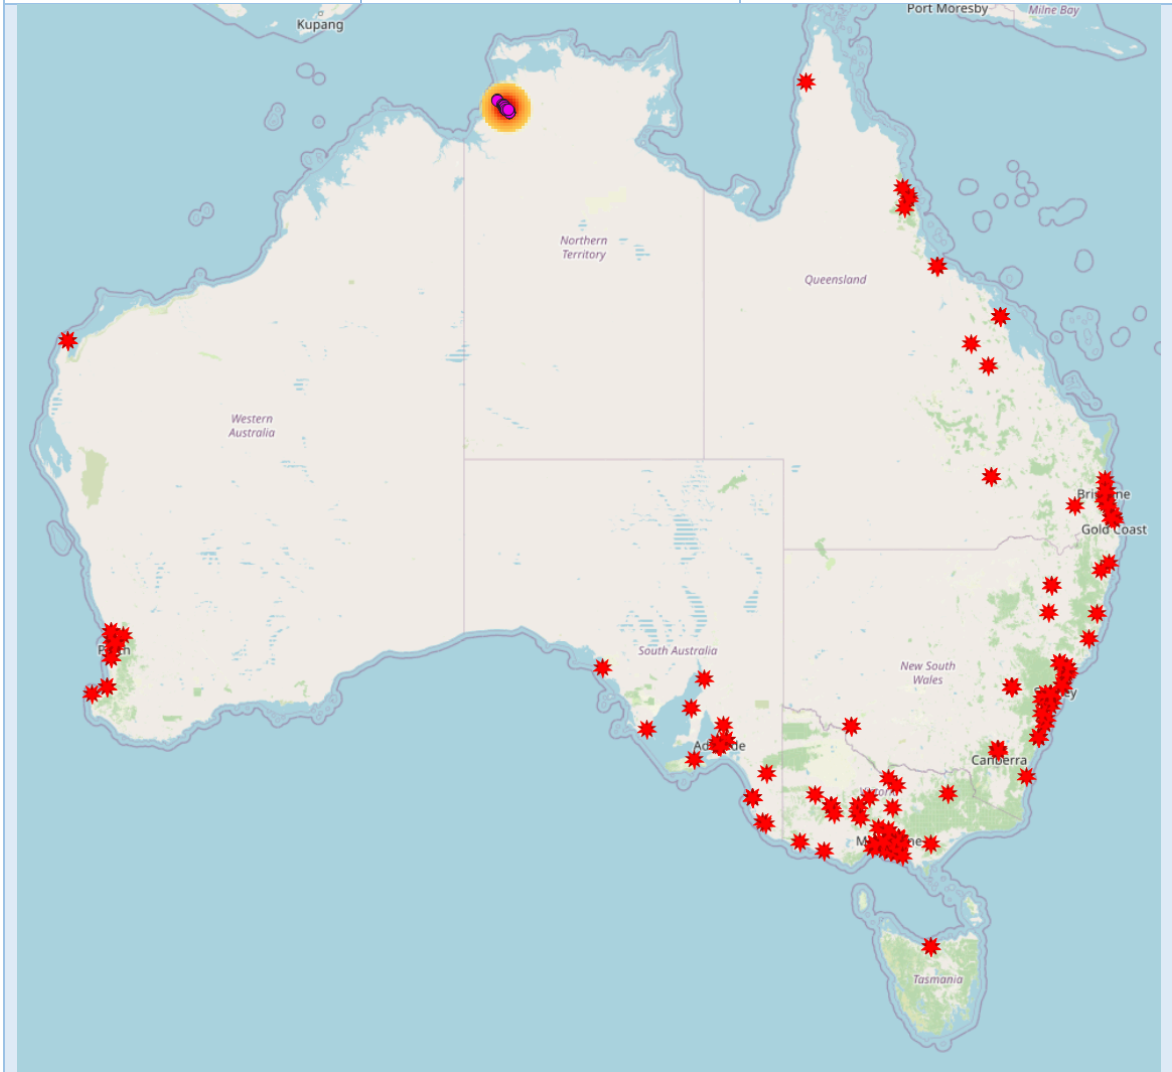 Kupang
Port Moresby
Milne Bay
Northern
Territory
Queensland
Western
Australia
Gold Coast
South Australia
New South
Wales
Canberra
Tasmania